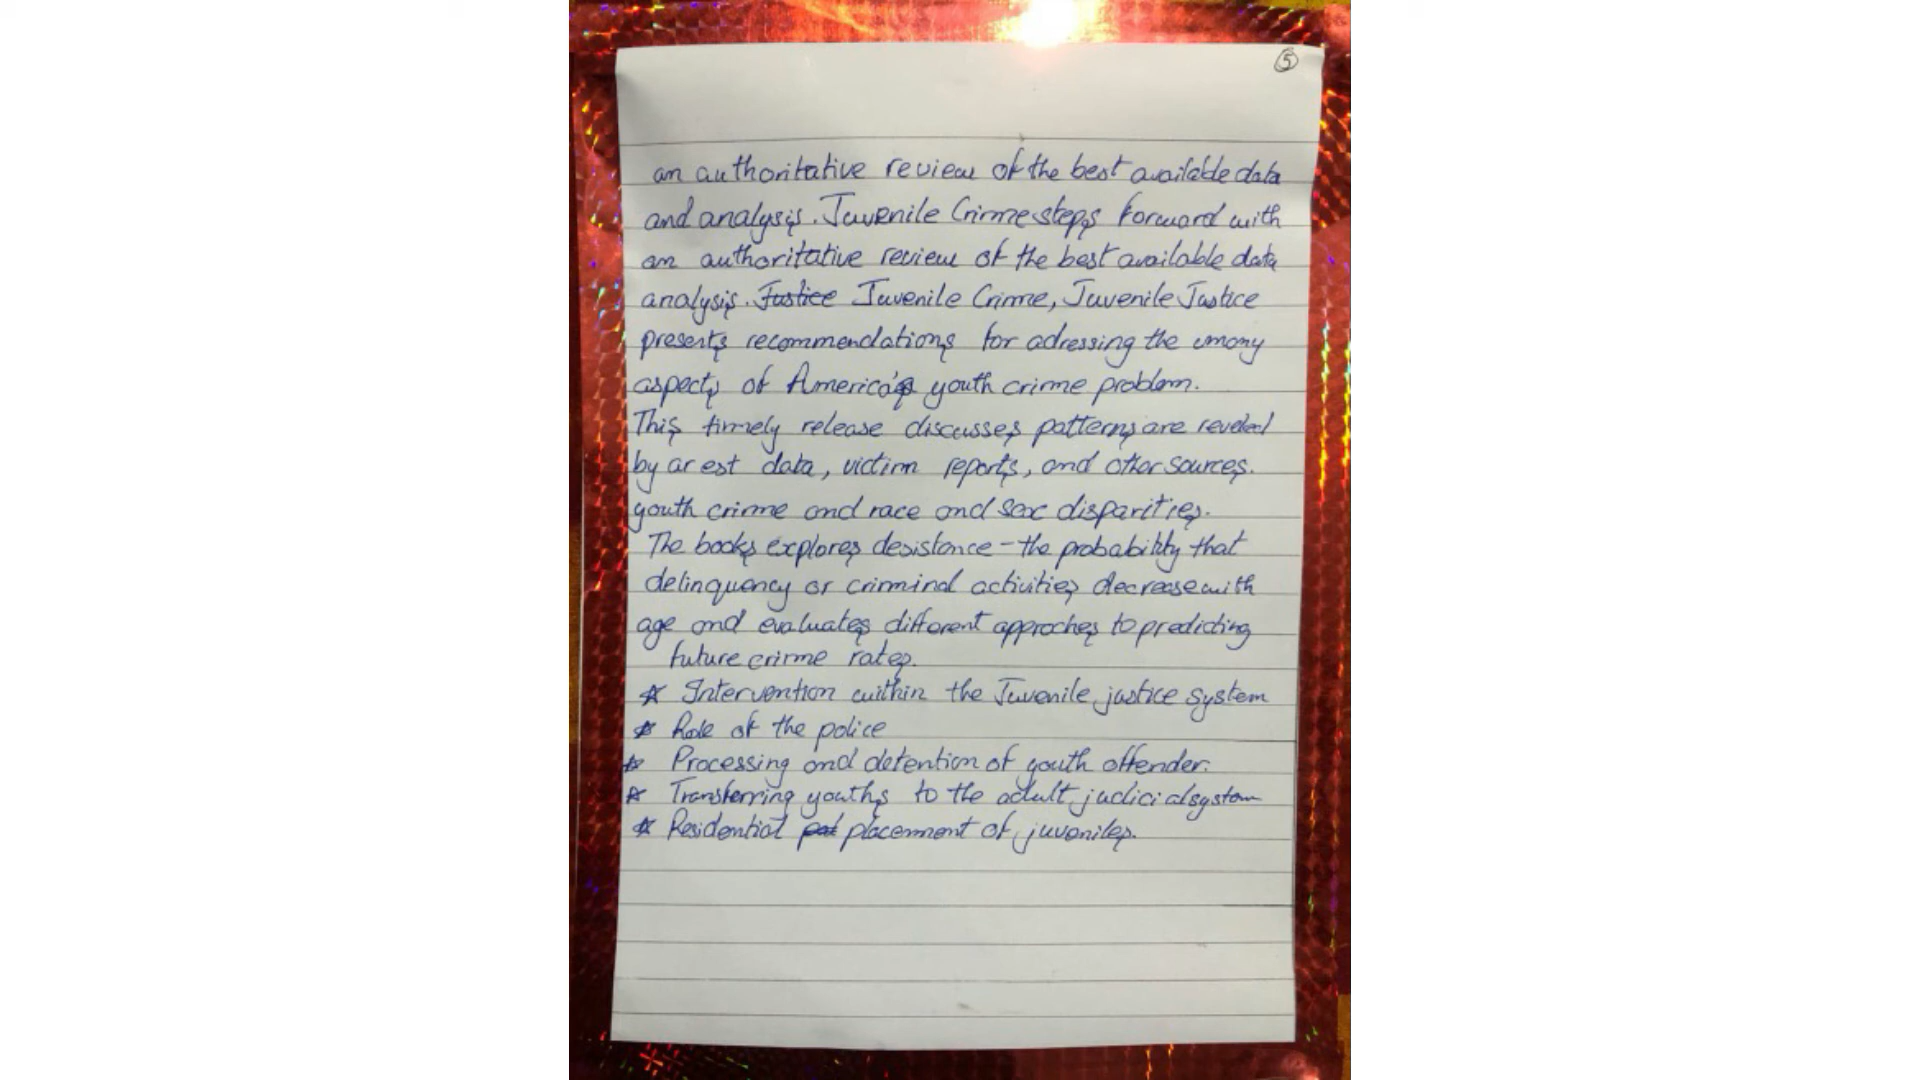 5
an authoritative review of the best available data
and analysis. Juvenile Crime steps forward with
an authoritative review of the best available data
analysis. Justice Juvenile Crime, Juvenile Justice
presents recommendations for adressing the many
aspects of America's youth crime problem.
This timely release discusses patterns are reveled
by arest data, victim reports, and other sources.
youth crime and race and sex disparities.
The books explores desistance - the probability that
delinquency or criminal activities decrease with
age and evaluates different approches to predicting
future crime rates.
* Intervention within the Juvenile justice system
* Role of the police
* Processing and detention of youth offender.
* Transferring youths to the adult judicial system
* Residential placement of juveniles.